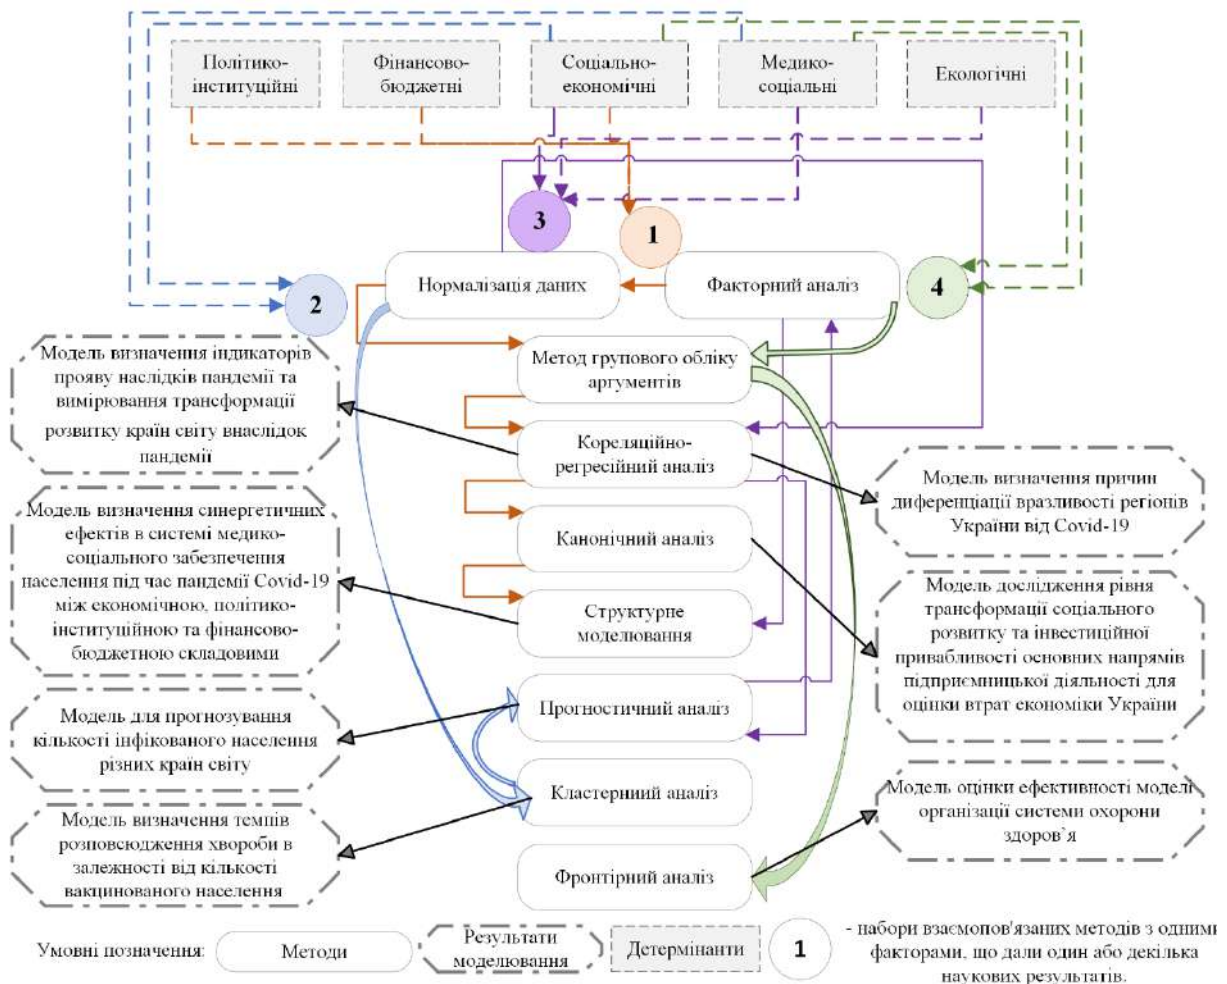 Політико-
інституційні
Фінансово-
бюджетні
Соціально-
економічні
Медико-
соціальні
Екологічні
3
1
2
4
Нормалізація даних
Факторний аналіз
Метод групового обліку
аргументів
Кореляційно-
регресійний аналіз
Канонічний аналіз
Структурне
моделювання
Прогностичний аналіз
Кластерниий аналіз
Фронтірний аналіз
Модель визначення індикаторів
прояву наслідків пандемії та
вимірювання трансформації
розвитку країн світу внаслідок
пандемії
Модель визначення синергетичних
ефектів в системі медико-
соціального забезпечення
населення під час пандемії Covid-19
між економічною, політико-
інституційною та фінансово-
бюджетною складовими
Модель для прогнозування
кількості інфікованого населення
різних країн світу
Модель визначення темпів
розповсюдження хвороби в
залежності від кількості
вакцинованого населення
Модель визначення причин
диференціації вразливості регіонів
України від Covid-19
Модель дослідження рівня
трансформації соціального
розвитку та інвестиційної
привабливості основних напрямів
підприємницької діяльності для
оцінки втрат економіки України
Модель оцінки ефективності моделі
організації системи охорони
здоров`я
Умовні позначення:
Методи
Результати
моделювання
Детермінанти
1
- набори взаємопов'язаних методів з одними
факторами, що дали один або декілька
наукових результатів.